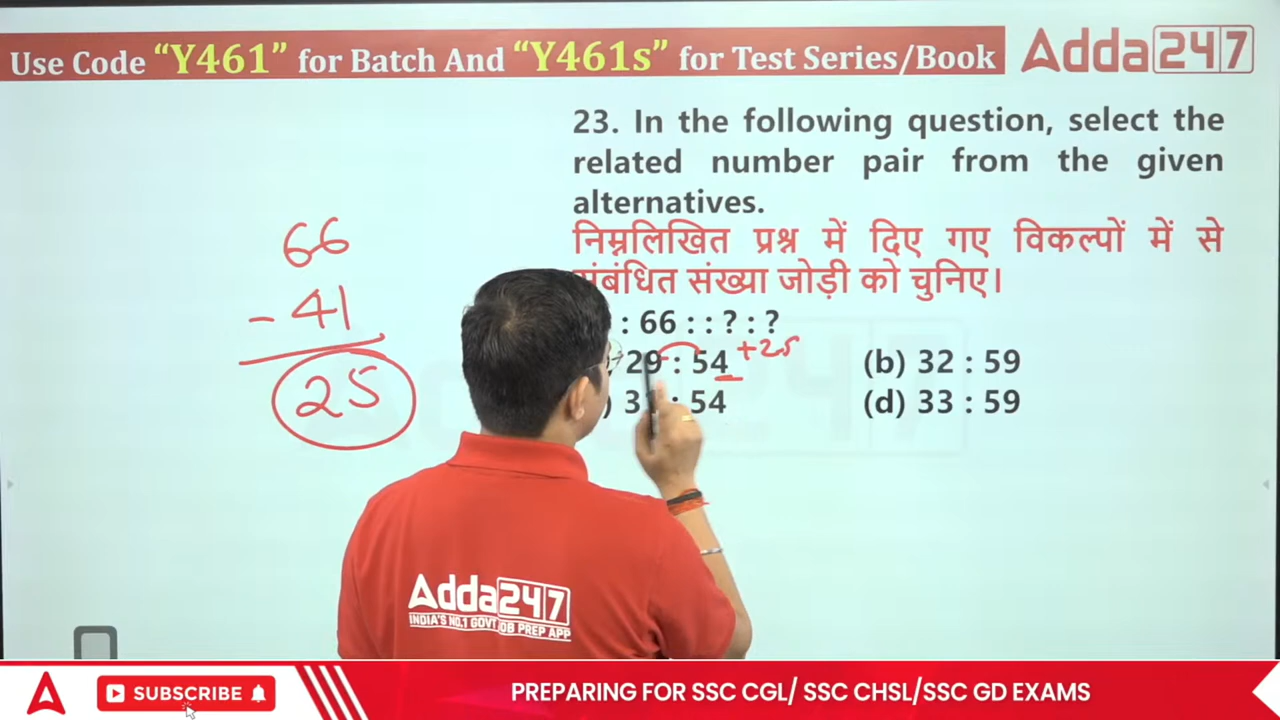 Use Code “Y461” for Batch And “Y461s” for Test Series/Book
Adda247
23. In the following question, select the
related number pair from the given
alternatives.
निम्नलिखित प्रश्न में दिए गए विकल्पों में से
संख्या जोड़ी को चुनिए।
: 66 : : ? : ?
29 : 54 +25
(b) 32 : 59
: 54
(d) 33 : 59
66
- 41
25
Adda247
INDIA'S NO.1 GOVT JOB PREP APP
SUBSCRIBE
PREPARING FOR SSC CGL/ SSC CHSL/SSC GD EXAMS